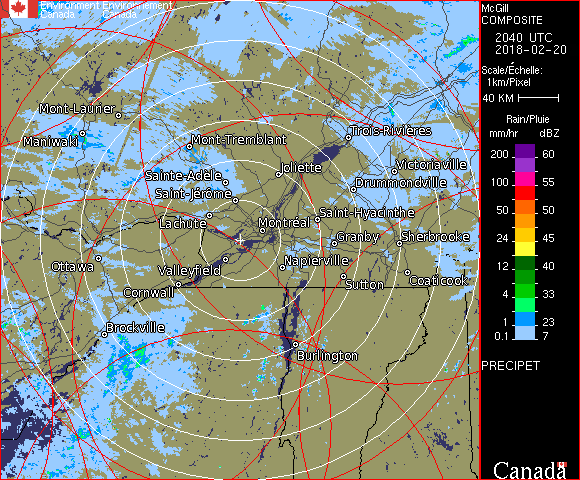 Environment Environnement
Canada Canada
Mont-Laurier
Maniwaki
Mont-Tremblant
Trois-Rivières
Joliette
Victoriaville
Sainte-Adèle
Drummondville
Saint-Jérôme
Lachute
Saint-Hyacinthe
Montréal
Granby
Sherbrooke
Ottawa
Valleyfield
Napierville
Cornwall
Sutton
Coaticook
Brockville
Burlington
McGill
COMPOSITE
2040 UTC
2018-02-20
Scale/Échelle:
1km/Pixel
40 KM
Rain/Pluie
mm/hr dBZ
200 60
100 55
50 50
24 45
12 40
4 33
1 23
0.1 7
PRECIPET
Canada